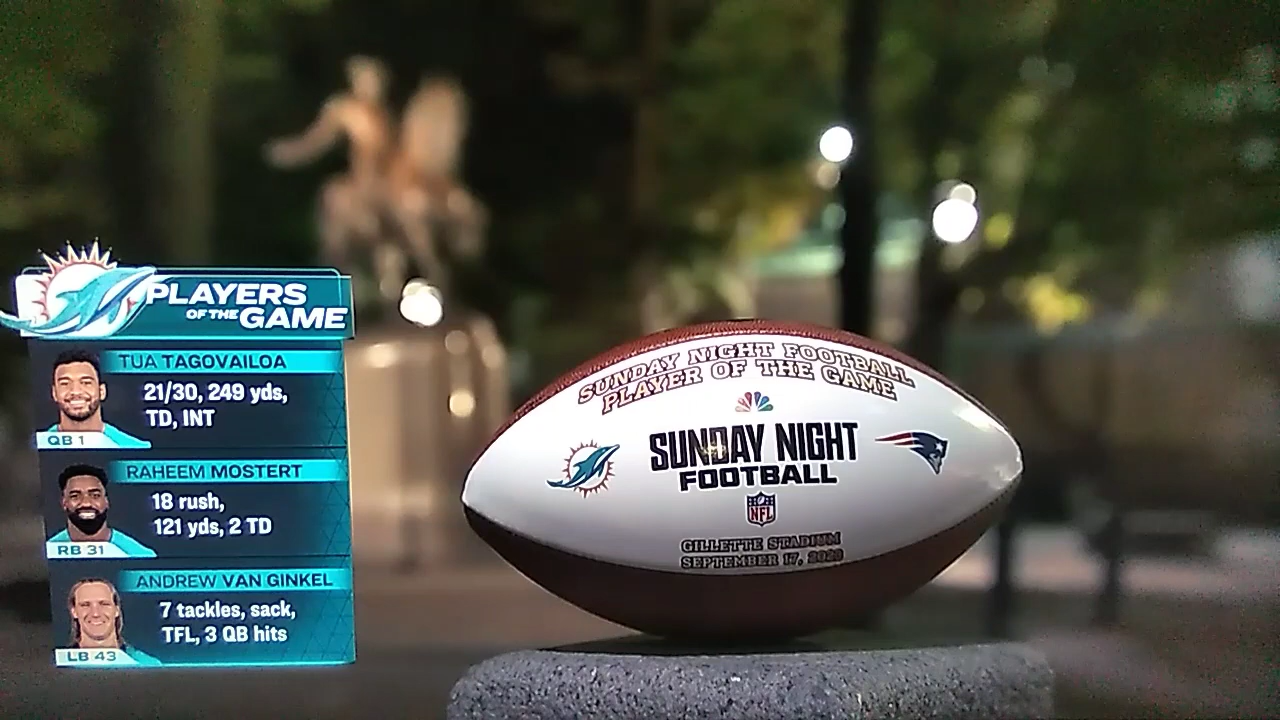 PLAYERS
OF THE GAME
TUA TAGOVAILOA
21/30, 249 yds,
TD, INT
QB 1
RAHEEM MOSTERT
18 rush,
121 yds, 2 TD
RB 31
ANDREW VAN GINKEL
7 tackles, sack,
TFL, 3 QB hits
LB 43
SUNDAY NIGHT FOOTBALL
PLAYER OF THE GAME
SUNDAY NIGHT
FOOTBALL
NFL
GILLETTE STADIUM
SEPTEMBER 17, 2023